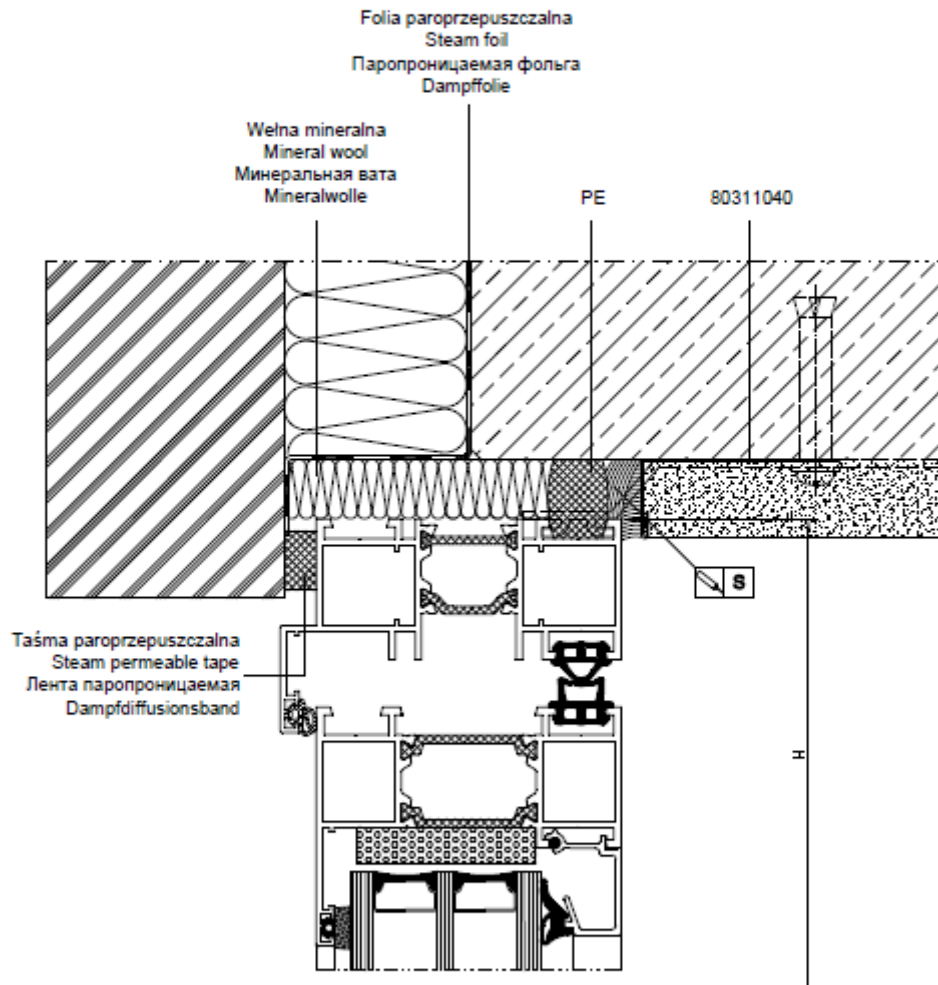 Folia paroprzepuszczalna
Steam foil
Паропроницаемая фольга
Dampffolie
Wełna mineralna
Mineral wool
Минеральная вата
Mineralwolle
PE
80311040
S
Taśma paroprzepuszczalna
Steam permeable tape
Лента паропроницаемая
Dampfdiffusionsband
H